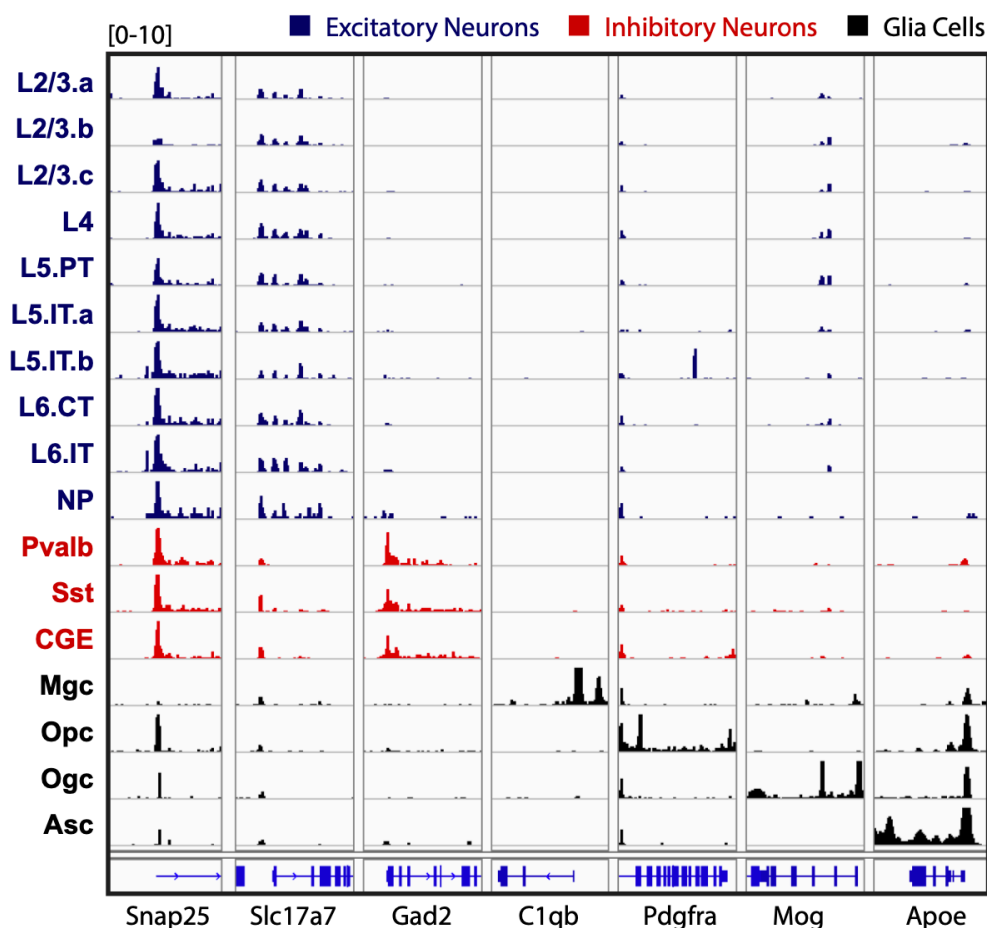 [0-10]
Excitatory Neurons Inhibitory Neurons Glia Cells
L2/3.a
L2/3.b
L2/3.c
L4
L5.PT
L5.IT.a
L5.IT.b
L6.CT
L6.IT
NP
Pvalb
Sst
CGE
Mgc
Opc
Ogc
Asc
Snap25 Slc17a7 Gad2 C1qb Pdgfra Mog Apoe